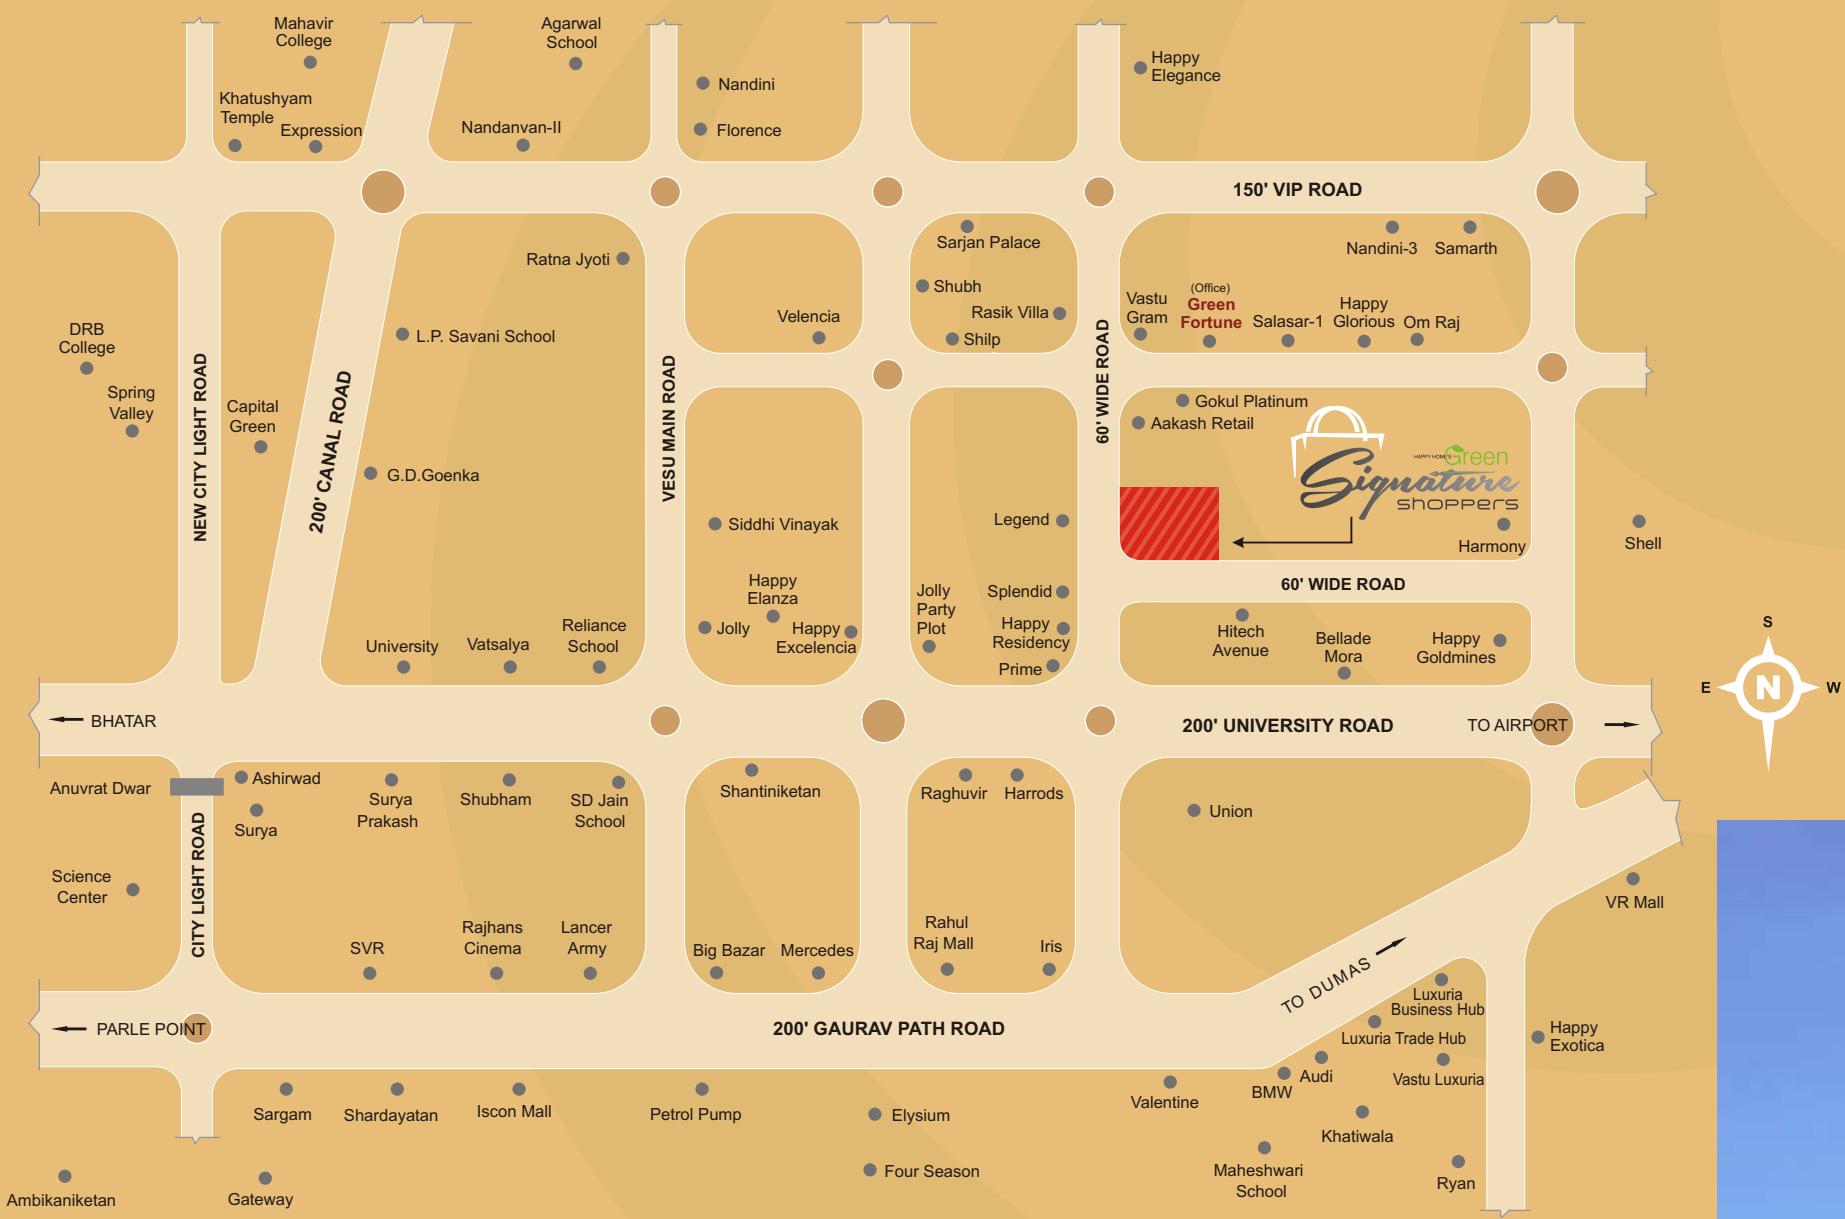 Mahavir
College
Agarwal
School
Happy
Elegance
Nandini
Khatushyam
Temple
Expression
Nandanvan-II
Florence
150' VIP ROAD
Sarjan Palace
Nandini-3
Samarth
Ratna Jyoti
Shubh
Rasik Villa
Shilp
Velencia
Vastu
Gram
(Office)
Green
Fortune
Salasar-1
Happy
Glorious
Om Raj
DRB
College
L.P. Savani School
Spring
Valley
Capital
Green
NEW CITY LIGHT ROAD
200' CANAL ROAD
VESU MAIN ROAD
60' WIDE ROAD
Gokul Platinum
Aakash Retail
HAPPY HOME'S
Green
Signature
shoppers
G.D.Goenka
Siddhi Vinayak
Legend
Harmony
Shell
60' WIDE ROAD
Happy
Elanza
Jolly
Party
Plot
Splendid
Jolly
Happy
Excelencia
Happy
Residency
Prime
University
Vatsalya
Reliance
School
Hitech
Avenue
Bellade
Mora
Happy
Goldmines
S
E
N
W
BHATAR
200' UNIVERSITY ROAD
TO AIRPORT
Anuvrat Dwar
Ashirwad
Surya
Surya
Prakash
Shubham
SD Jain
School
Shantiniketan
Raghuvir
Harrods
Union
CITY LIGHT ROAD
Science
Center
SVR
Rajhans
Cinema
Lancer
Army
Big Bazar
Mercedes
Rahul
Raj Mall
Iris
VR Mall
TO DUMAS
PARLE POINT
200' GAURAV PATH ROAD
Luxuria
Business Hub
Luxuria Trade Hub
Happy
Exotica
Audi
BMW
Vastu Luxuria
Sargam
Shardayatan
Iscon Mall
Petrol Pump
Elysium
Valentine
Khatiwala
Four Season
Maheshwari
School
Ryan
Ambikaniketan
Gateway